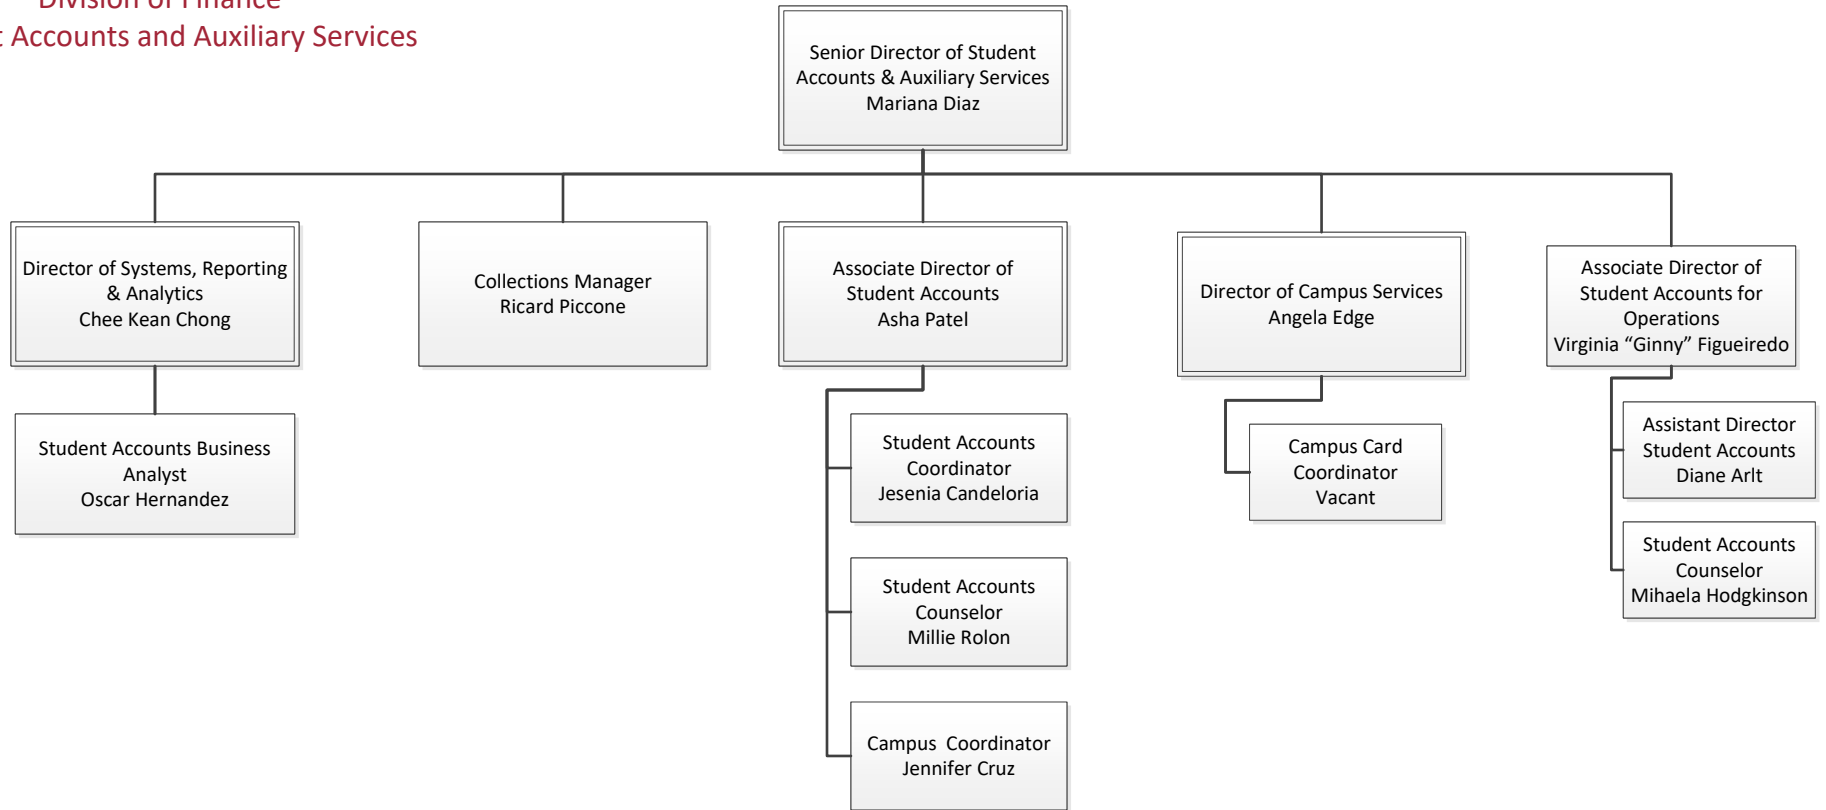 Division of Finance
Accounts and Auxiliary Services
Senior Director of Student
Accounts & Auxiliary Services
Mariana Diaz
Director of Systems, Reporting
& Analytics
Chee Kean Chong
Collections Manager
Ricard Piccone
Associate Director of
Student Accounts
Asha Patel
Director of Campus Services
Angela Edge
Associate Director of
Student Accounts for
Operations
Virginia “Ginny” Figueiredo
Student Accounts Business
Analyst
Oscar Hernandez
Student Accounts
Coordinator
Jesenia Candeloria
Student Accounts
Counselor
Millie Rolon
Campus  Coordinator
Jennifer Cruz
Campus Card
Coordinator
Vacant
Assistant Director
Student Accounts
Diane Arlt
Student Accounts
Counselor
Mihaela Hodgkinson